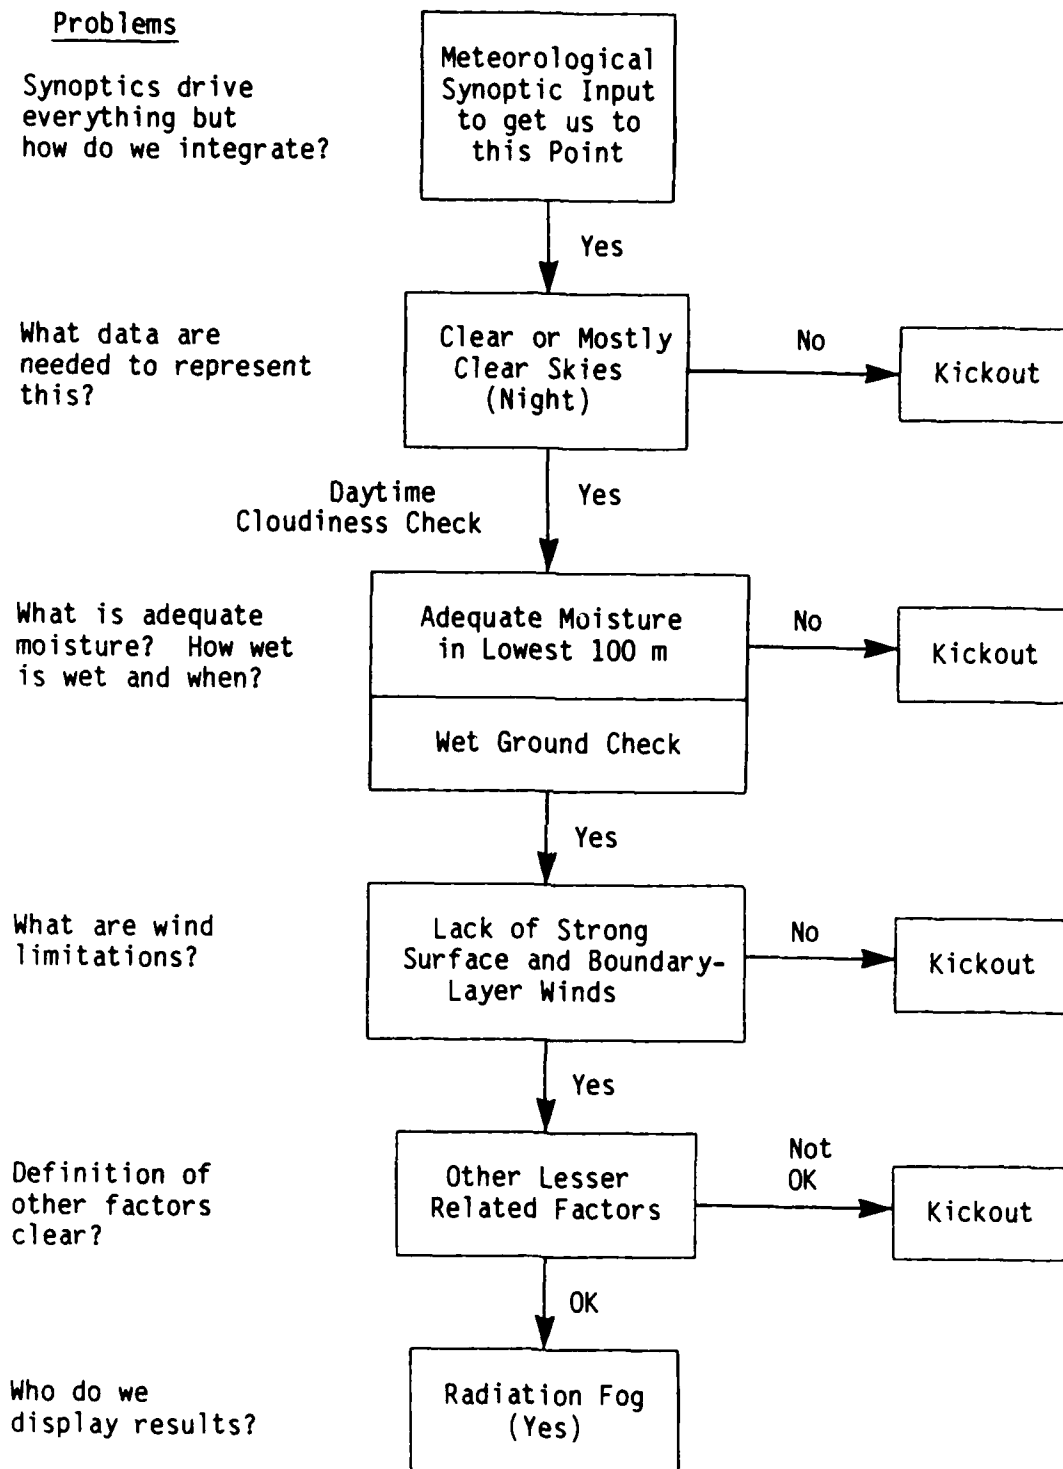 Problems
Synoptics drive
everything but
how do we integrate?
Meteorological
Synoptic Input
to get us to
this Point
Yes
What data are
needed to represent
this?
Clear or Mostly
Clear Skies
(Night)
No
Kickout
Daytime
Cloudiness Check
Yes
What is adequate
moisture? How wet
is wet and when?
Adequate Moisture
in Lowest 100 m
No
Kickout
Wet Ground Check
Yes
What are wind
limitations?
Lack of Strong
Surface and Boundary-
Layer Winds
No
Kickout
Yes
Definition of
other factors
clear?
Other Lesser
Related Factors
Not
OK
Kickout
OK
Who do we
display results?
Radiation Fog
(Yes)